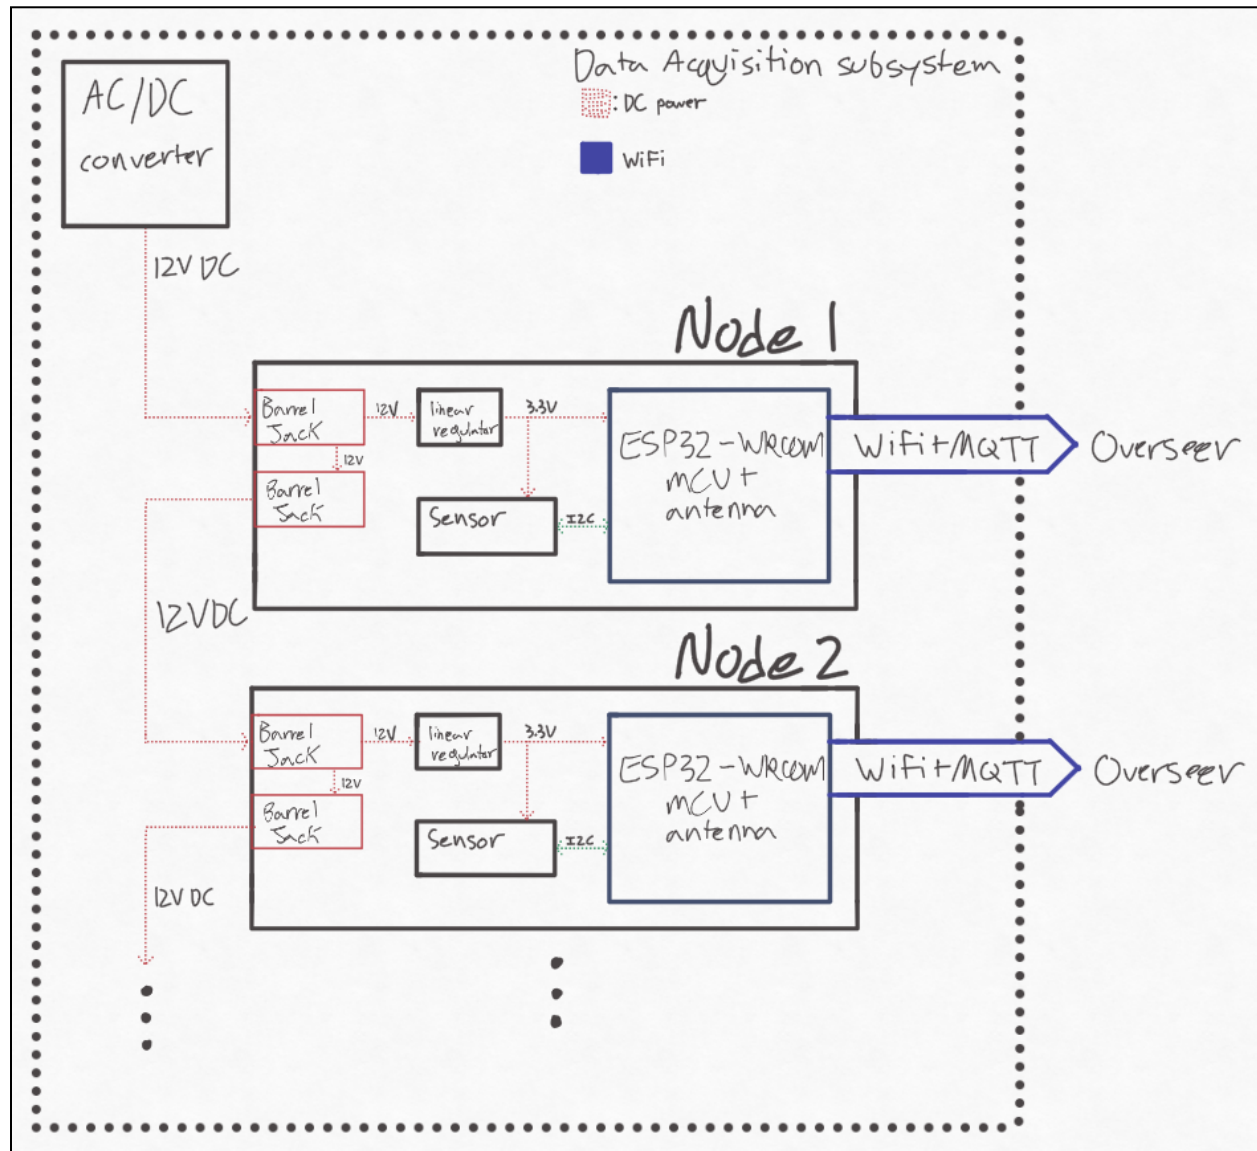 Data Acquisition subsystem
: DC power
WiFi
AC/DC
converter
12V DC
Node 1
Barrel
Jack
12V
linear
regulator
3.3V
12V
Barrel
Jack
Sensor
I2C
ESP32-WROOM
MCU +
antenna
WiFi+MQTT
Overseer
12V DC
Node 2
Barrel
Jack
12V
linear
regulator
3.3V
12V
Barrel
Jack
Sensor
I2C
ESP32-WROOM
MCU +
antenna
WiFi+MQTT
Overseer
12V DC